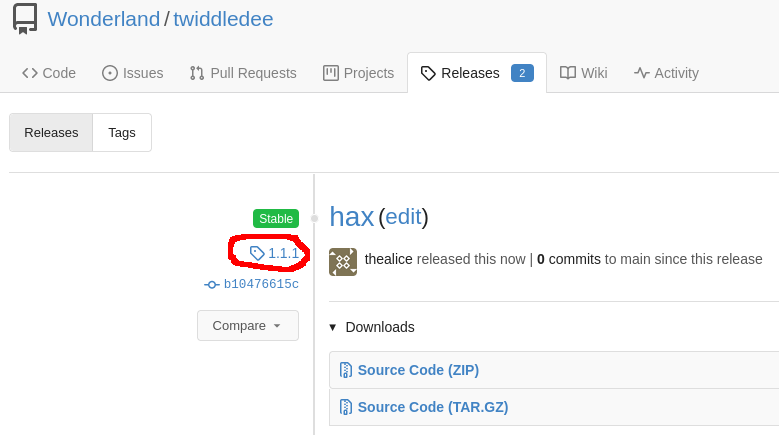 Wonderland / twiddledee
Code Issues Pull Requests Projects Releases 2 Wiki Activity
Releases Tags
Stable
1.1.1
b10476615c
Compare
hax (edit)
thealice released this now | 0 commits to main since this release
Downloads
Source Code (ZIP)
Source Code (TAR.GZ)